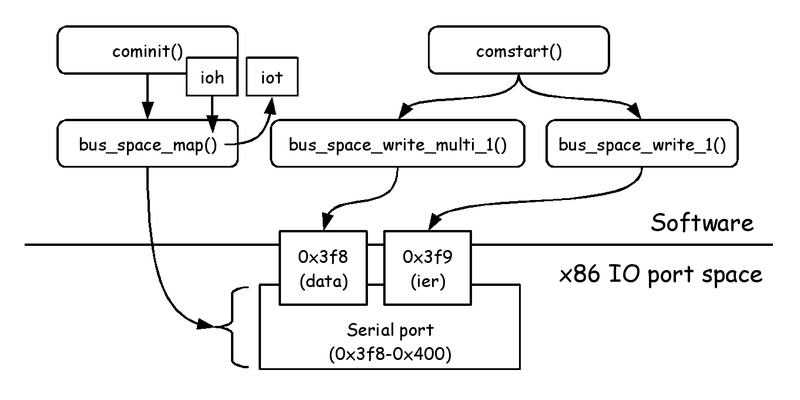 cominit()
comstart()
ioh
iot
bus_space_map()
bus_space_write_multi_1()
bus_space_write_1()
Software
0x3f8
(data)
0x3f9
(ier)
x86 IO port space
Serial port
(0x3f8-0x400)